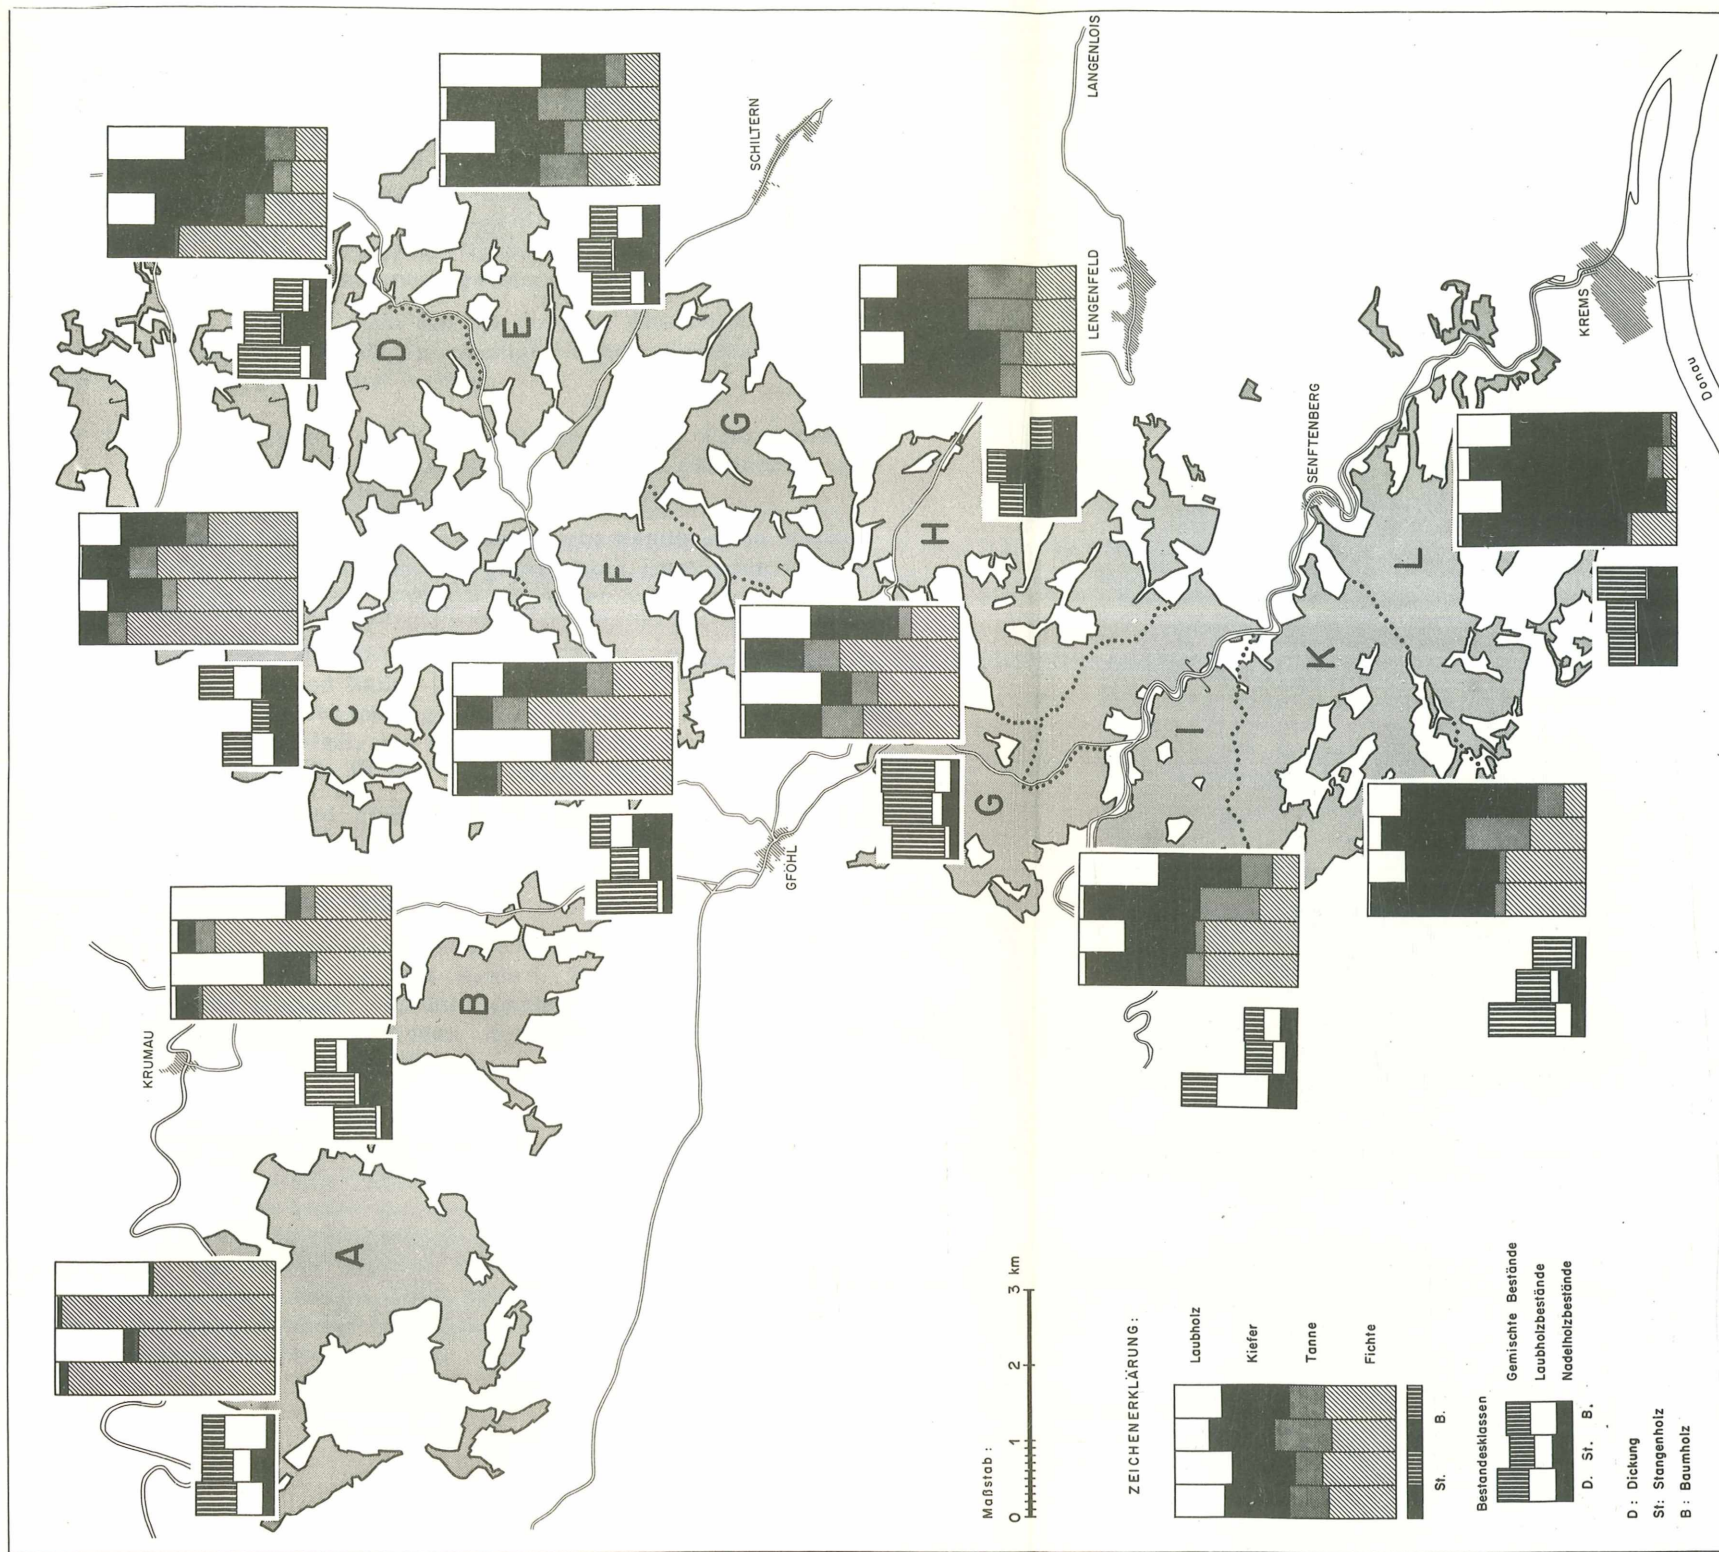 LANGENLOIS
SCHILTERN
LENGENFELD
KREMS
Donau
SENFTENBERG
GFÖHL
KRUMAU
A
B
C
D
E
F
G
H
G
I
K
L
Maßstab:
0 1 2 3 km
ZEICHENERKLÄRUNG:
Laubholz
Kiefer
Tanne
Fichte
St. B.
Bestandesklassen
Gemischte Bestände
Laubholzbestände
Nadelholzbestände
D. St. B.
D : Dickung
St: Stangenholz
B : Baumholz